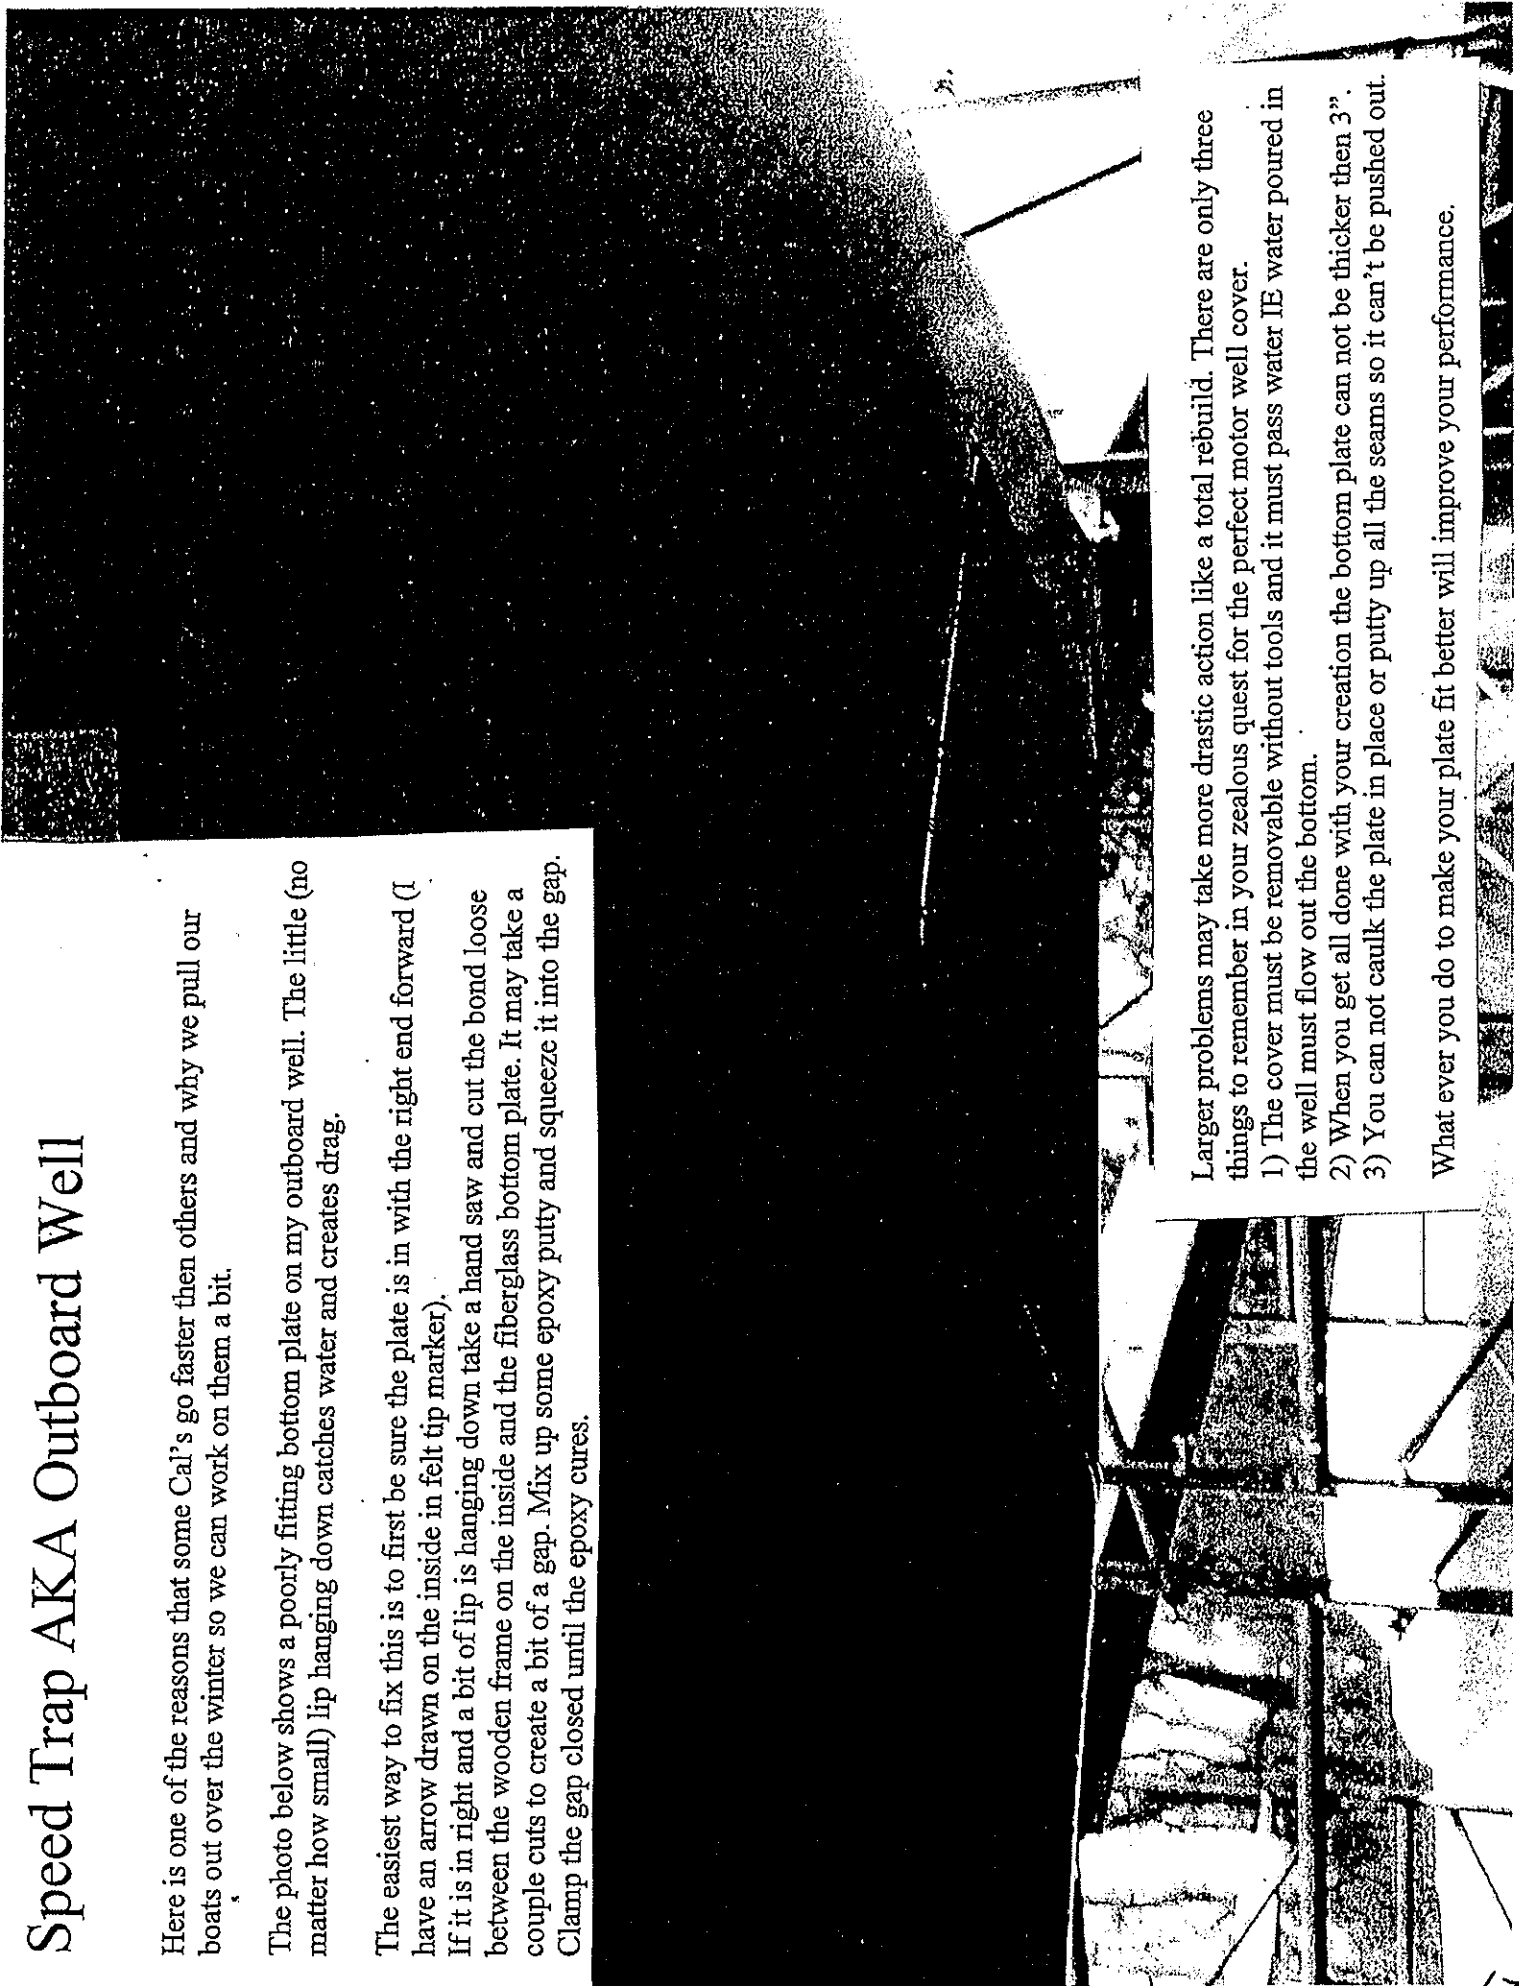 Speed Trap AKA Outboard Well
Here is one of the reasons that some Cal's go faster then others and why we pull our
boats out over the winter so we can work on them a bit.
The photo below shows a poorly fitting bottom plate on my outboard well. The little (no
matter how small) lip hanging down catches water and creates drag.
The easiest way to fix this is to first be sure the plate is in with the right end forward (I
have an arrow drawn on the inside in felt tip marker).
If it is in right and a bit of lip is hanging down take a hand saw and cut the bond loose
between the wooden frame on the inside and the fiberglass bottom plate. It may take a
couple cuts to create a bit of a gap. Mix up some epoxy putty and squeeze it into the gap.
Clamp the gap closed until the epoxy cures.
Larger problems may take more drastic action like a total rebuild. There are only three
things to remember in your zealous quest for the perfect motor well cover.
1) The cover must be removable without tools and it must pass water IE water poured in
the well must flow out the bottom.
2) When you get all done with your creation the bottom plate can not be thicker then 3”.
3) You can not caulk the plate in place or putty up all the seams so it can't be pushed out.
What ever you do to make your plate fit better will improve your performance.